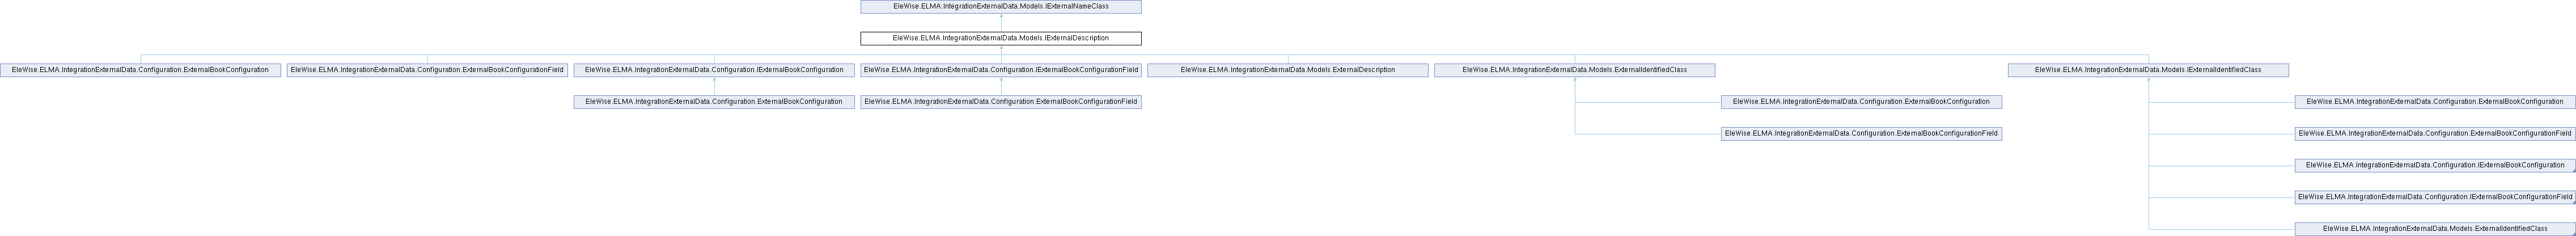 EleWise.ELMA.IntegrationExternalData.Models.IExternalNameClass
EleWise.ELMA.IntegrationExternalData.Models.IExternalDescription
EleWise.ELMA.IntegrationExternalData.Configuration.ExternalBookConfiguration
EleWise.ELMA.IntegrationExternalData.Configuration.ExternalBookConfigurationField
EleWise.ELMA.IntegrationExternalData.Configuration.IExternalBookConfiguration
EleWise.ELMA.IntegrationExternalData.Configuration.IExternalBookConfigurationField
EleWise.ELMA.IntegrationExternalData.Models.ExternalDescription
EleWise.ELMA.IntegrationExternalData.Models.ExternalIdentifiedClass
EleWise.ELMA.IntegrationExternalData.Models.IExternalIdentifiedClass
EleWise.ELMA.IntegrationExternalData.Configuration.ExternalBookConfiguration
EleWise.ELMA.IntegrationExternalData.Configuration.ExternalBookConfigurationField
EleWise.ELMA.IntegrationExternalData.Configuration.ExternalBookConfiguration
EleWise.ELMA.IntegrationExternalData.Configuration.ExternalBookConfiguration
EleWise.ELMA.IntegrationExternalData.Configuration.ExternalBookConfigurationField
EleWise.ELMA.IntegrationExternalData.Configuration.ExternalBookConfigurationField
EleWise.ELMA.IntegrationExternalData.Configuration.IExternalBookConfiguration
EleWise.ELMA.IntegrationExternalData.Configuration.IExternalBookConfigurationField
EleWise.ELMA.IntegrationExternalData.Models.ExternalIdentifiedClass